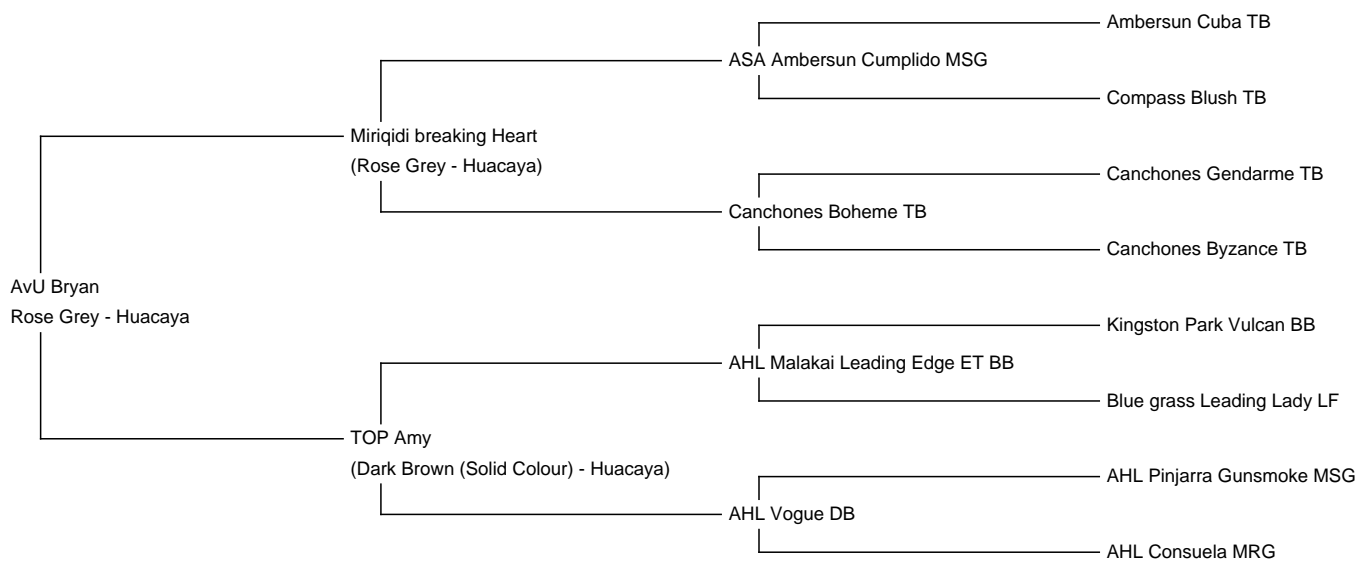 Ambersun Cuba TB
ASA Ambersun Cumplido MSG
Compass Blush TB
Miriqidi breaking Heart
(Rose Grey - Huacaya)
Canchones Gendarme TB
Canchones Boheme TB
Canchones Byzance TB
AvU Bryan
Rose Grey - Huacaya
Kingston Park Vulcan BB
AHL Malakai Leading Edge ET BB
Blue grass Leading Lady LF
TOP Amy
(Dark Brown (Solid Colour) - Huacaya)
AHL Pinjarra Gunsmoke MSG
AHL Vogue DB
AHL Consuela MRG